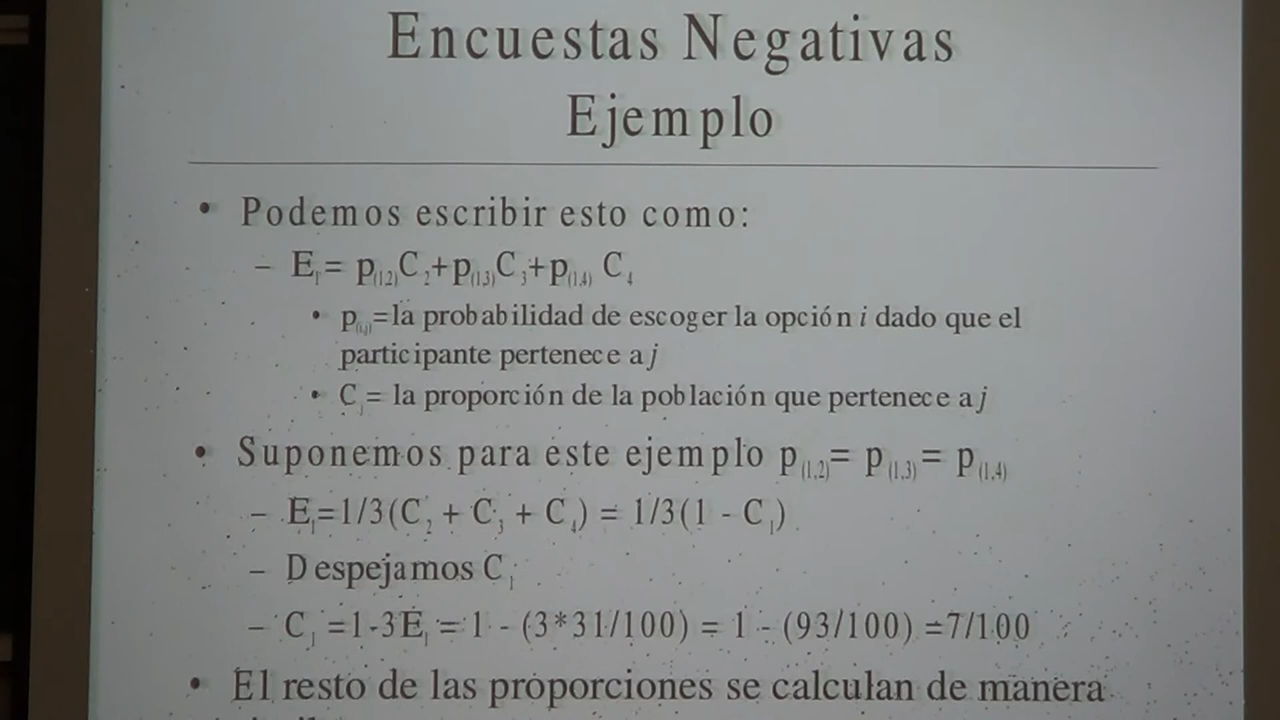 Encuestas Negativas
Ejemplo
• Podemos escribir esto como:
– E₁= p₍₁,₂₎C₂+p₍₁,₃₎C₃+p₍₁,₄₎ C₄
• p₍ᵢ,ⱼ₎=la probabilidad de escoger la opción i dado que el
participante pertenece a j
• Cⱼ= la proporción de la población que pertenece a j
• Suponemos para este ejemplo p₍₁,₂₎= p₍₁,₃₎= p₍₁,₄₎
– E₁=1/3(C₂ + C₃ + C₄) = 1/3(1 - C₁)
– Despejamos C₁
– C₁ =1-3E₁ = 1 - (3*31/100) = 1 - (93/100) =7/100
• El resto de las proporciones se calculan de manera